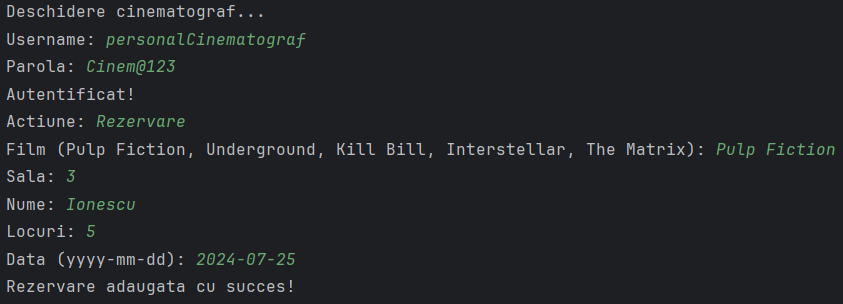 Deschidere cinematograf...
Username: personalCinematograf
Parola: Cinem@123
Autentificat!
Actiune: Rezervare
Film (Pulp Fiction, Underground, Kill Bill, Interstellar, The Matrix): Pulp Fiction
Sala: 3
Nume: Ionescu
Locuri: 5
Data (yyyy-mm-dd): 2024-07-25
Rezervare adaugata cu succes!